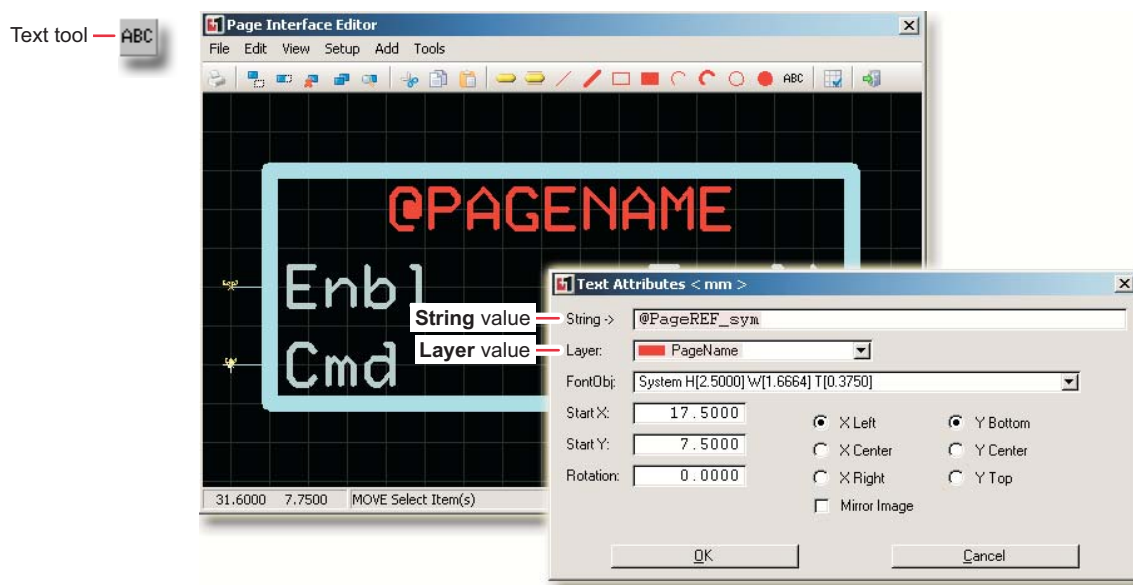 Text tool
ABC
Page Interface Editor
File Edit View Setup Add Tools
ABC
@PAGENAME
Enbl
Cmd
Text Attributes < mm >
String value
String -> @PageREF_sym
Layer value
Layer: PageName
FontObj: System H[2.5000] W[1.6664] T[0.3750]
Start X: 17.5000
X Left Y Bottom
Start Y: 7.5000
X Center Y Center
Rotation: 0.0000
X Right Y Top
Mirror Image
31.6000 7.7500 MOVE Select Item(s)
OK Cancel